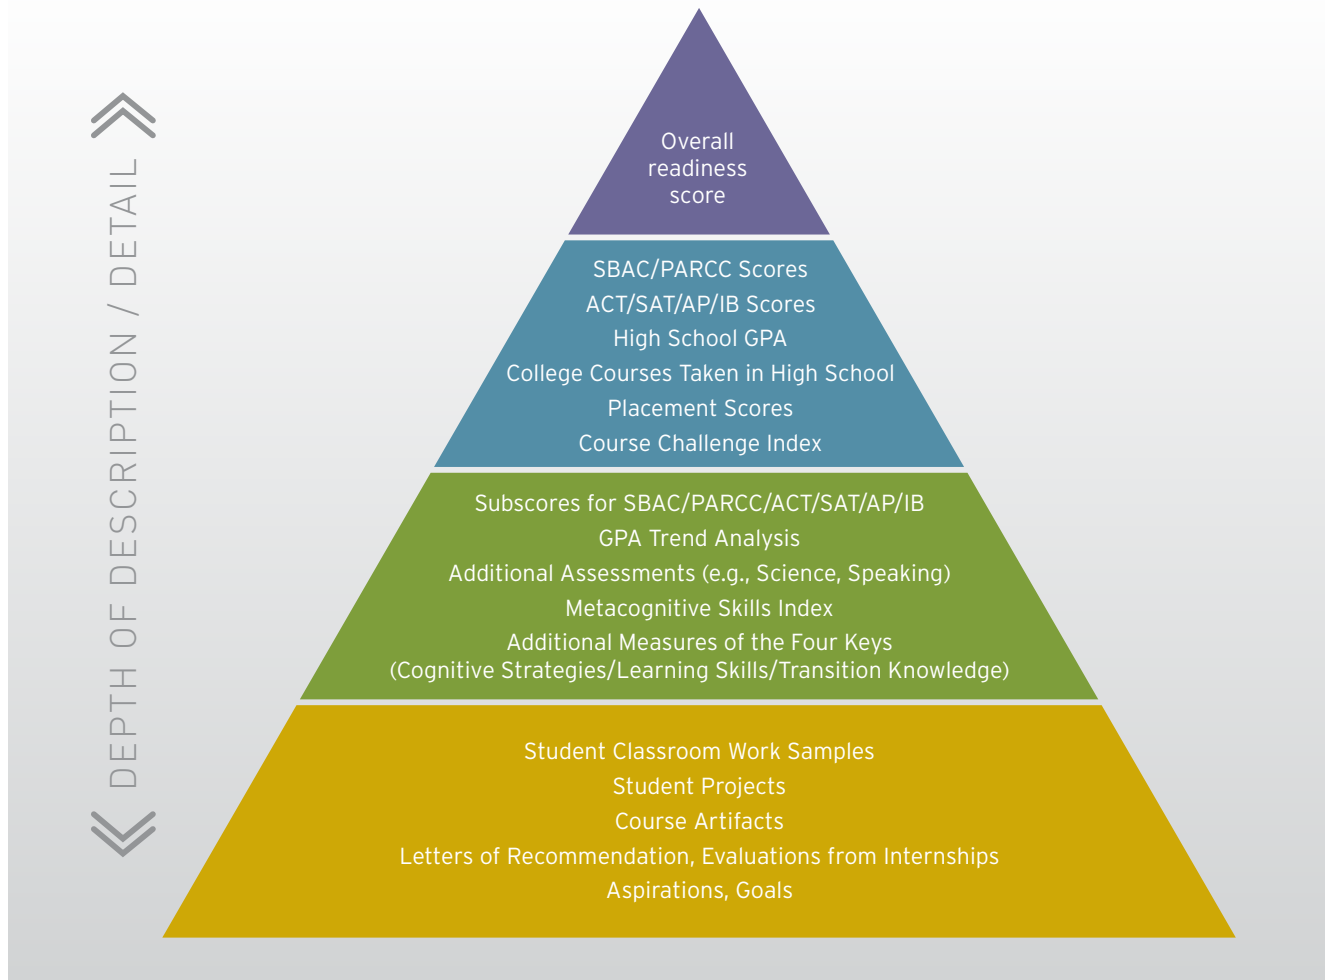 DEPTH OF DESCRIPTION / DETAIL
Overall
readiness
score
SBAC/PARCC Scores
ACT/SAT/AP/IB Scores
High School GPA
College Courses Taken in High School
Placement Scores
Course Challenge Index
Subscores for SBAC/PARCC/ACT/SAT/AP/IB
GPA Trend Analysis
Additional Assessments (e.g., Science, Speaking)
Metacognitive Skills Index
Additional Measures of the Four Keys
(Cognitive Strategies/Learning Skills/Transition Knowledge)
Student Classroom Work Samples
Student Projects
Course Artifacts
Letters of Recommendation, Evaluations from Internships
Aspirations, Goals